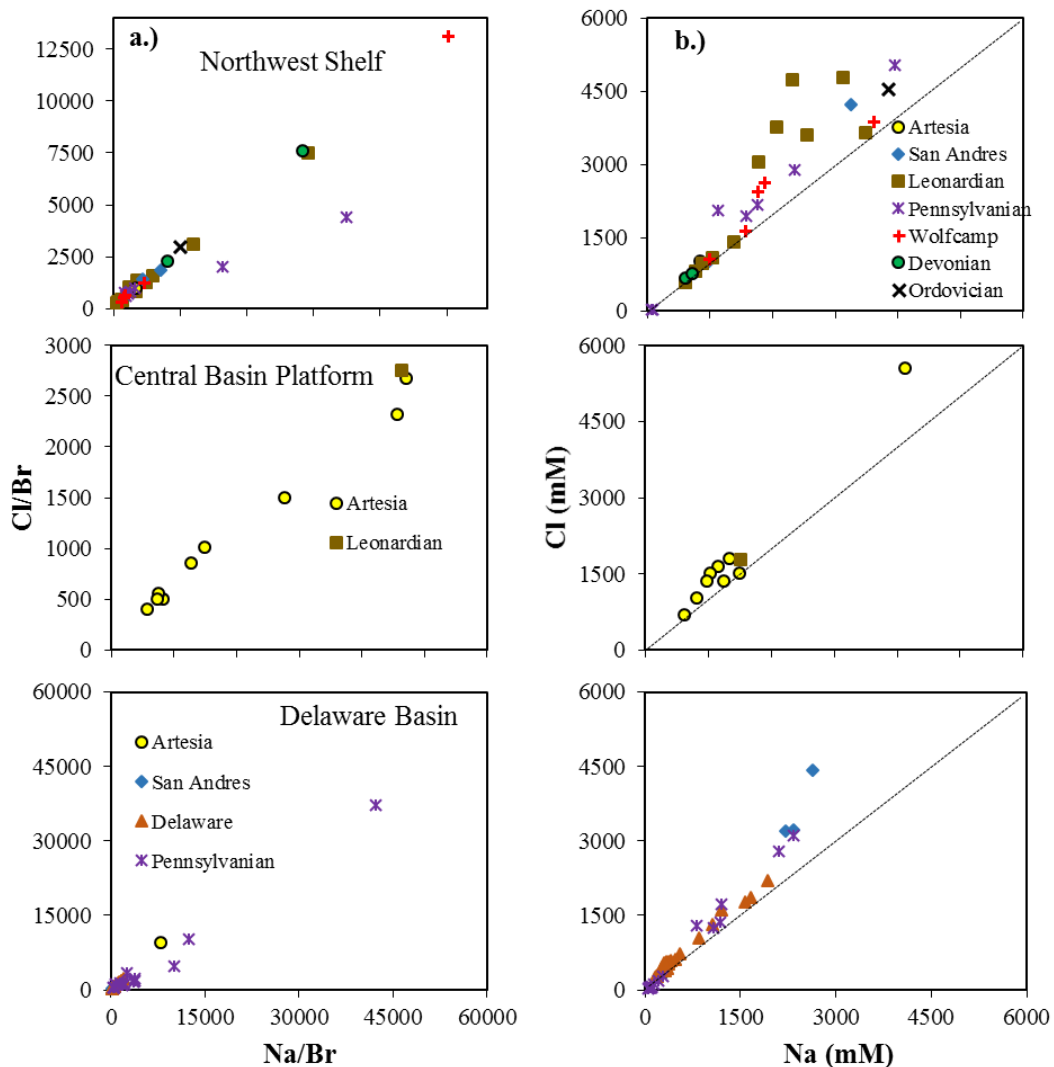 a.)
Northwest Shelf
12500
10000
7500
5000
2500
0
b.)
6000
4500
3000
1500
0
Artesia
San Andres
Leonardian
Pennsylvanian
Wolfcamp
Devonian
Ordovician
Central Basin Platform
3000
2500
2000
1500
1000
500
0
Cl/Br
Artesia
Leonardian
6000
4500
3000
1500
0
Cl (mM)
Delaware Basin
60000
45000
30000
15000
0
Artesia
San Andres
Delaware
Pennsylvanian
0 15000 30000 45000 60000
Na/Br
6000
4500
3000
1500
0
0 1500 3000 4500 6000
Na (mM)